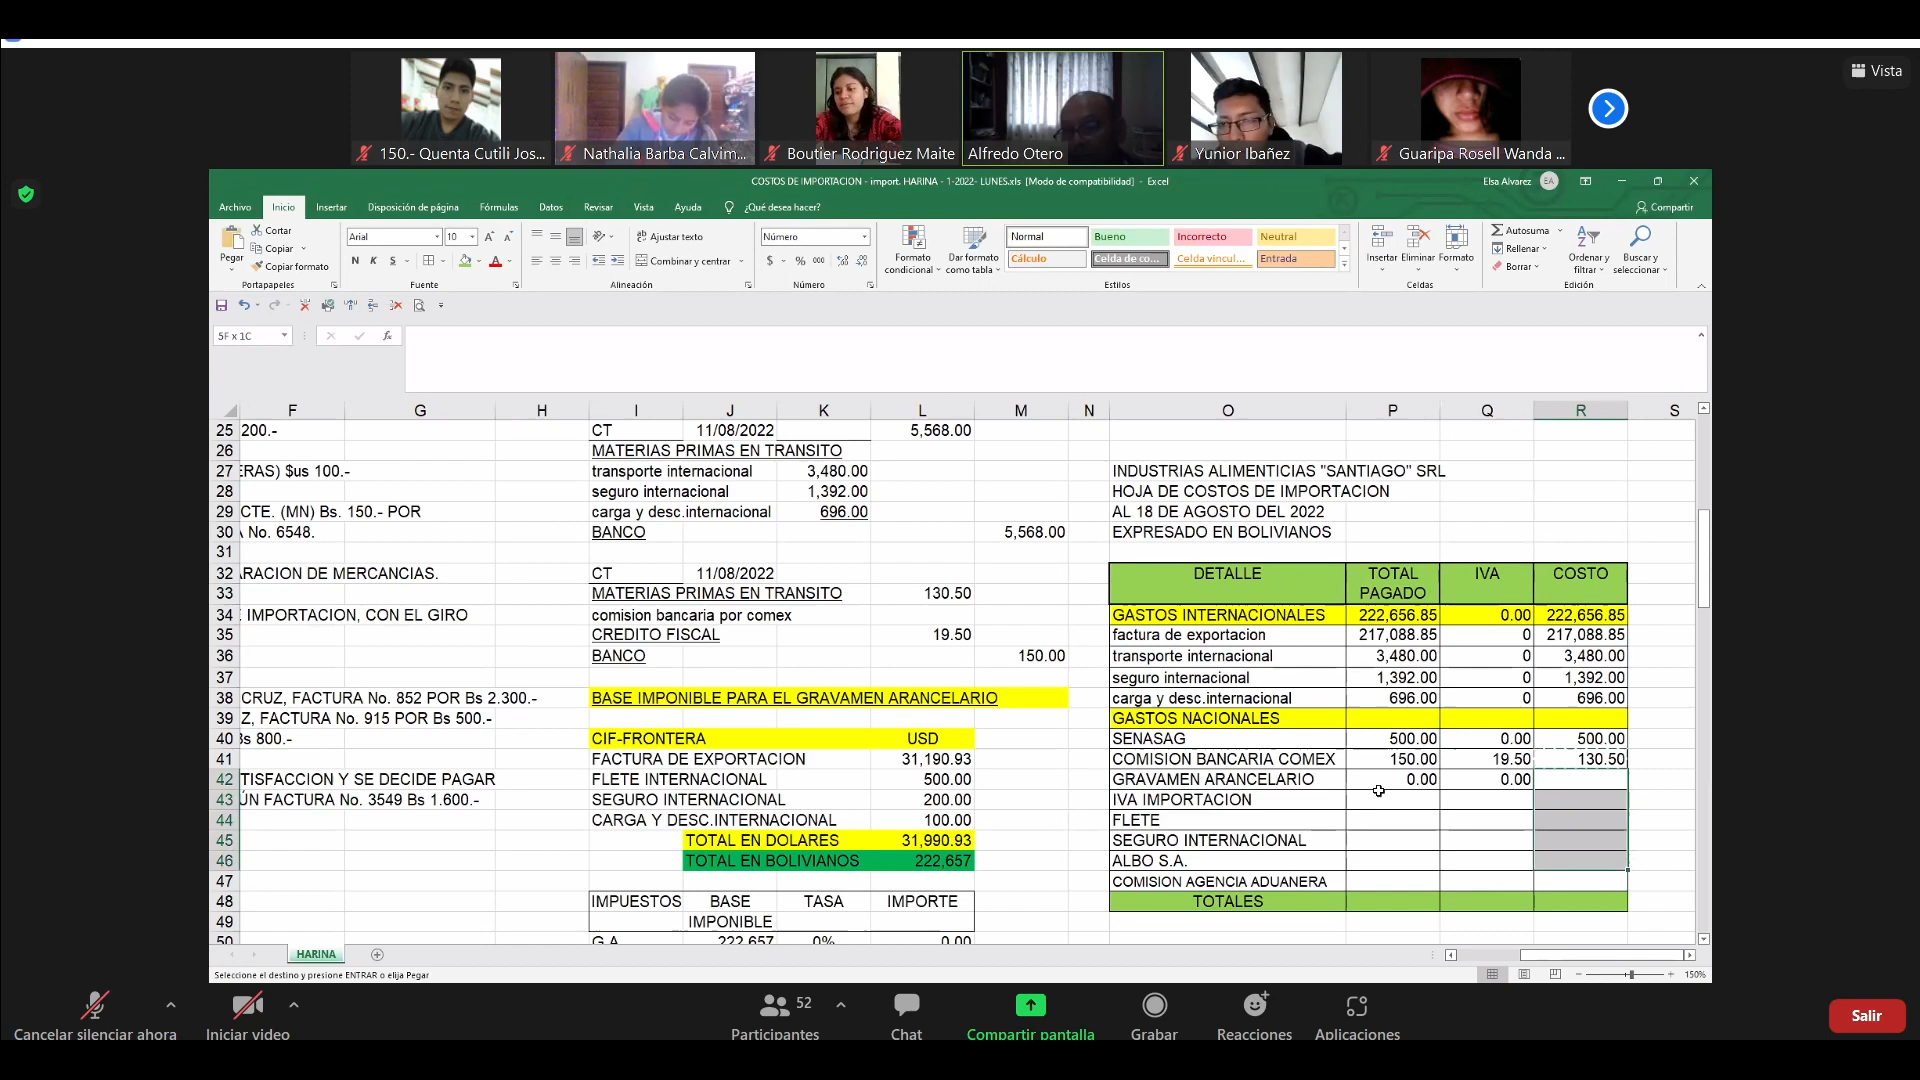 Vista
150.- Quenta Cutili Jos...
Nathalia Barba Calvim...
Boutier Rodriguez Maite
Alfredo Otero
Yunior Ibañez
Guaripa Rosell Wanda ...
COSTOS DE IMPORTACION - import. HARINA - 1-2022- LUNES.xls [Modo de compatibilidad] - Excel
Elsa Alvarez EA
Archivo Inicio Insertar Disposición de página Fórmulas Datos Revisar Vista Ayuda ¿Qué desea hacer? Compartir
Pegar
Cortar
Copiar
Copiar formato
Portapapeles
Arial 10
N K S
Fuente
Ajustar texto
Combinar y centrar
Alineación
Número
$ % 000
Número
Formato condicional
Dar formato como tabla
Normal Bueno Incorrecto Neutral
Cálculo Celda de co... Celda vincul... Entrada
Estilos
Insertar Eliminar Formato
Celdas
Autosuma
Rellenar
Borrar
Ordenar y filtrar
Buscar y seleccionar
Edición
5F x 1C fx
F G H I J K L M N O P Q R S
25 200.- CT 11/08/2022 5,568.00
26 MATERIAS PRIMAS EN TRANSITO
27 ERAS) $us 100.- transporte internacional 3,480.00 INDUSTRIAS ALIMENTICIAS "SANTIAGO" SRL
28 seguro internacional 1,392.00 HOJA DE COSTOS DE IMPORTACION
29 CTE. (MN) Bs. 150.- POR carga y desc.internacional 696.00 AL 18 DE AGOSTO DEL 2022
30 No. 6548. BANCO 5,568.00 EXPRESADO EN BOLIVIANOS
31
32 RACION DE MERCANCIAS. CT 11/08/2022 DETALLE TOTAL IVA COSTO
33 MATERIAS PRIMAS EN TRANSITO 130.50 PAGADO
34 IMPORTACION, CON EL GIRO comision bancaria por comex GASTOS INTERNACIONALES 222,656.85 0.00 222,656.85
35 CREDITO FISCAL 19.50 factura de exportacion 217,088.85 0 217,088.85
36 BANCO 150.00 transporte internacional 3,480.00 0 3,480.00
37 seguro internacional 1,392.00 0 1,392.00
38 CRUZ, FACTURA No. 852 POR Bs 2.300.- BASE IMPONIBLE PARA EL GRAVAMEN ARANCELARIO carga y desc.internacional 696.00 0 696.00
39 Z, FACTURA No. 915 POR Bs 500.- GASTOS NACIONALES
40 Bs 800.- CIF-FRONTERA USD SENASAG 500.00 0.00 500.00
41 FACTURA DE EXPORTACION 31,190.93 COMISION BANCARIA COMEX 150.00 19.50 130.50
42 TISFACCION Y SE DECIDE PAGAR FLETE INTERNACIONAL 500.00 GRAVAMEN ARANCELARIO 0.00 0.00
43 ÚN FACTURA No. 3549 Bs 1.600.- SEGURO INTERNACIONAL 200.00 IVA IMPORTACION
44 CARGA Y DESC.INTERNACIONAL 100.00 FLETE
45 TOTAL EN DOLARES 31,990.93 SEGURO INTERNACIONAL
46 TOTAL EN BOLIVIANOS 222,657 ALBO S.A.
47 COMISION AGENCIA ADUANERA
48 IMPUESTOS BASE TASA IMPORTE TOTALES
49 IMPONIBLE
50 G.A 222,657 0% 0.00
HARINA
Seleccione el destino y presione ENTRAR o elija Pegar
150%
Cancelar silenciar ahora
Iniciar video
52
Participantes
Chat
Compartir pantalla
Grabar
Reacciones
Aplicaciones
Salir